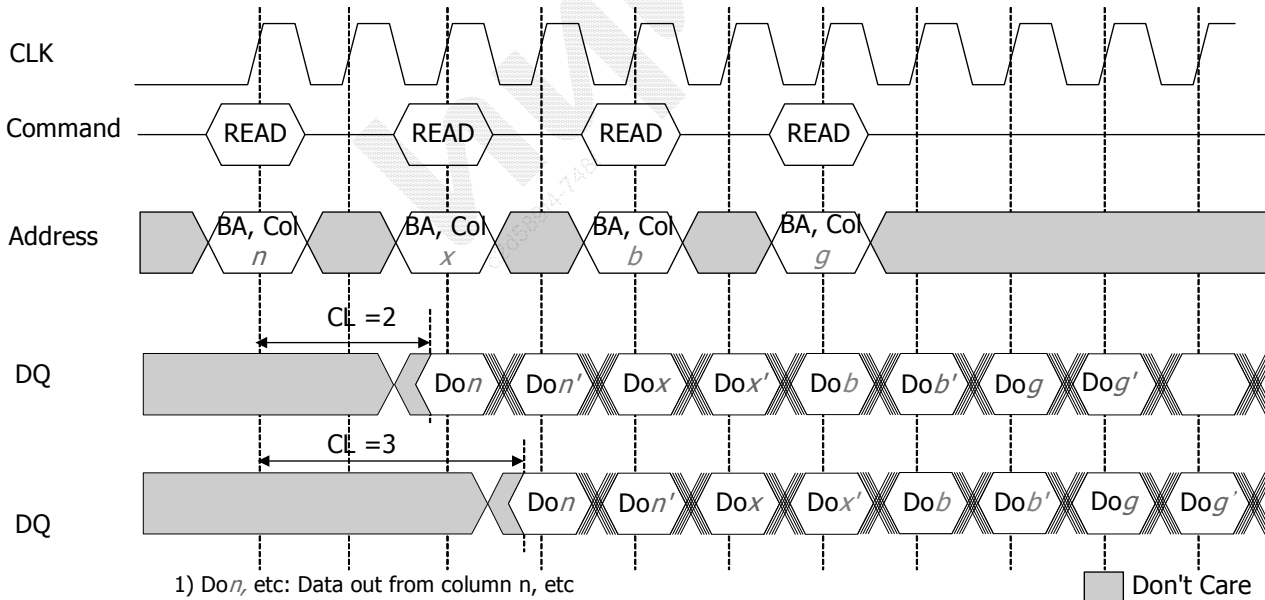 CLK
Command READ READ READ READ
Address BA, Col n BA, Col x BA, Col b BA, Col g
CL =2
DQ Don Don' Dox Dox' Dob Dob' Dog Dog'
CL =3
DQ Don Don' Dox Dox' Dob Dob' Dog Dog'
1) Don, etc: Data out from column n, etc
Don't Care